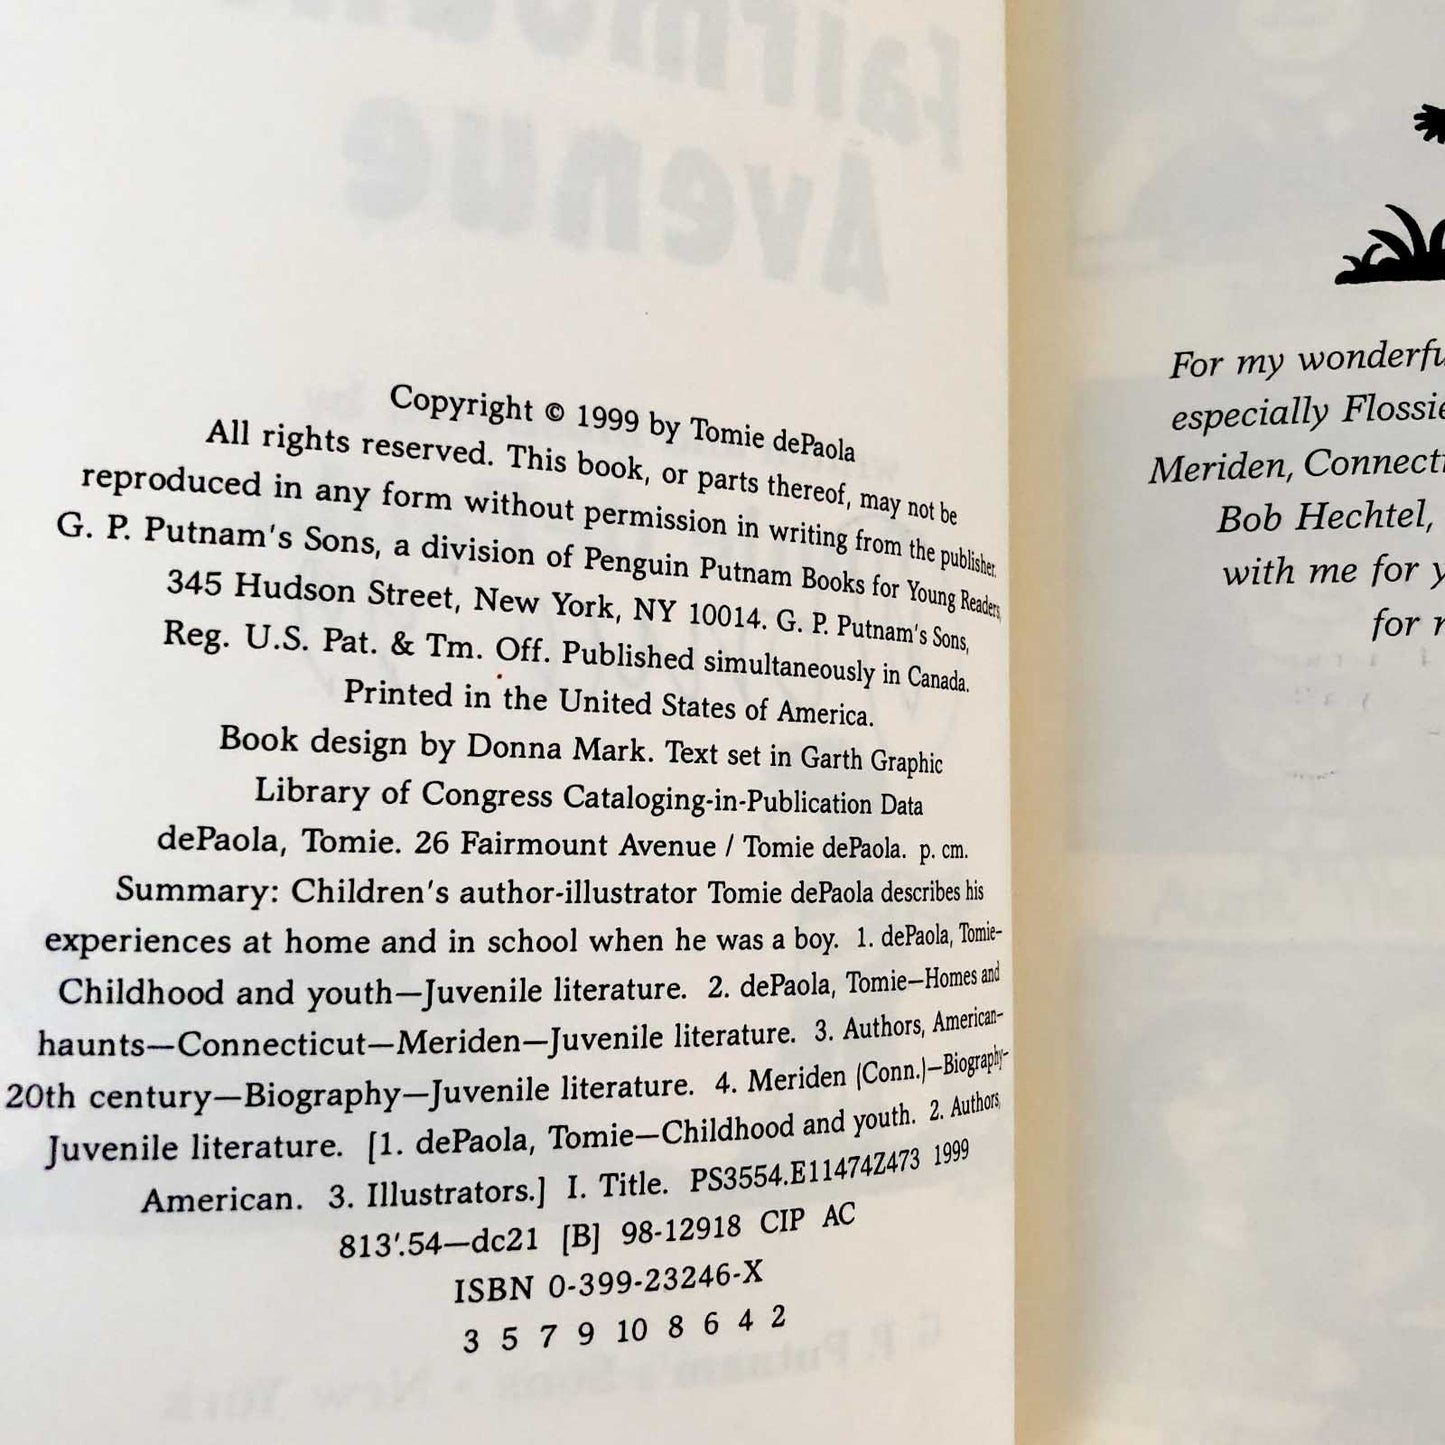 Copyright © 1999 by Tomie dePaola
All rights reserved. This book, or parts thereof, may not be
reproduced in any form without permission in writing from the publisher.
G. P. Putnam's Sons, a division of Penguin Putnam Books for Young Readers,
345 Hudson Street, New York, NY 10014. G. P. Putnam's Sons,
Reg. U.S. Pat. & Tm. Off. Published simultaneously in Canada.
Printed in the United States of America.
Book design by Donna Mark. Text set in Garth Graphic
Library of Congress Cataloging-in-Publication Data
dePaola, Tomie. 26 Fairmount Avenue / Tomie dePaola. p. cm.
Summary: Children's author-illustrator Tomie dePaola describes his
experiences at home and in school when he was a boy. 1. dePaola, Tomie—
Childhood and youth—Juvenile literature. 2. dePaola, Tomie—Homes and
haunts—Connecticut—Meriden—Juvenile literature. 3. Authors, American—
20th century—Biography—Juvenile literature. 4. Meriden (Conn.)—Biography—
Juvenile literature. [1. dePaola, Tomie—Childhood and youth. 2. Authors,
American. 3. Illustrators.] I. Title. PS3554.E11474Z473 1999
813'.54—dc21 [B] 98-12918 CIP AC
ISBN 0-399-23246-X
3 5 7 9 10 8 6 4 2
For my wonderfu
especially Flossie
Meriden, Connecti
Bob Hechtel,
with me for y
for